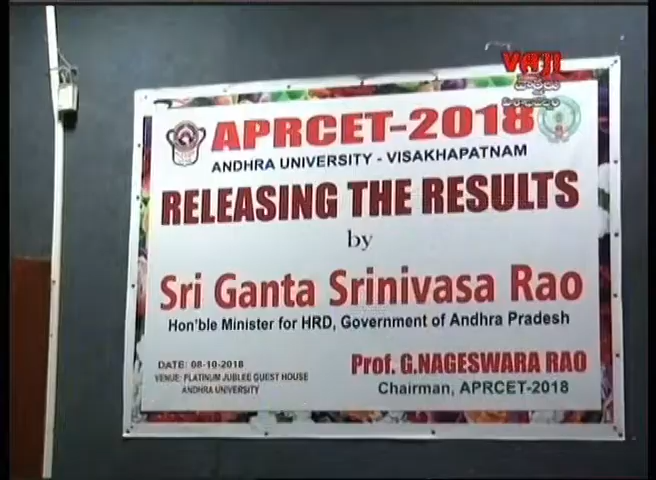 VAJI
APRCET-2018
ANDHRA UNIVERSITY - VISAKHAPATNAM
RELEASING THE RESULTS
by
Sri Ganta Srinivasa Rao
Hon'ble Minister for HRD, Government of Andhra Pradesh
DATE: 08-10-2018
VENUE: PLATINUM JUBLEE GUEST HOUSE
ANDHRA UNIVERSITY
Prof. G.NAGESWARA RAO
Chairman, APRCET-2018